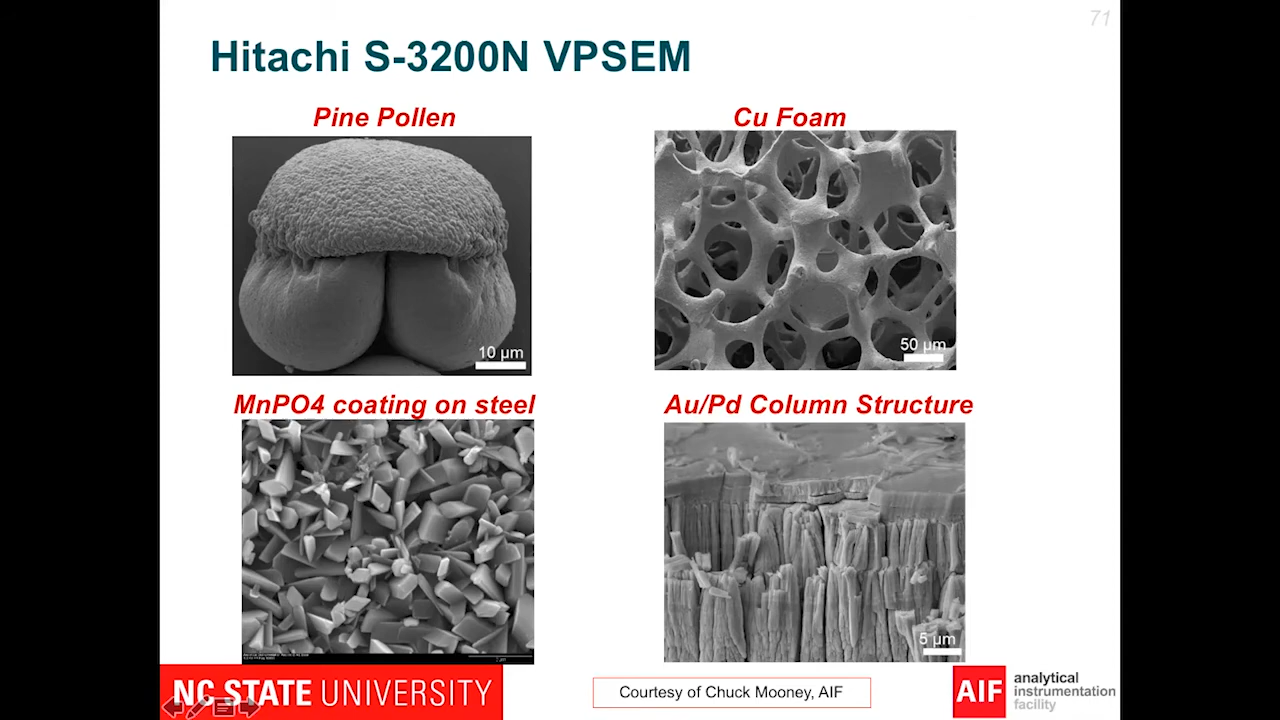 71
Hitachi S-3200N VPSEM
Pine Pollen
Cu Foam
10 μm
50 μm
MnPO4 coating on steel
Au/Pd Column Structure
5 μm
NC STATE UNIVERSITY
Courtesy of Chuck Mooney, AIF
AIF
analytical
instrumentation
facility